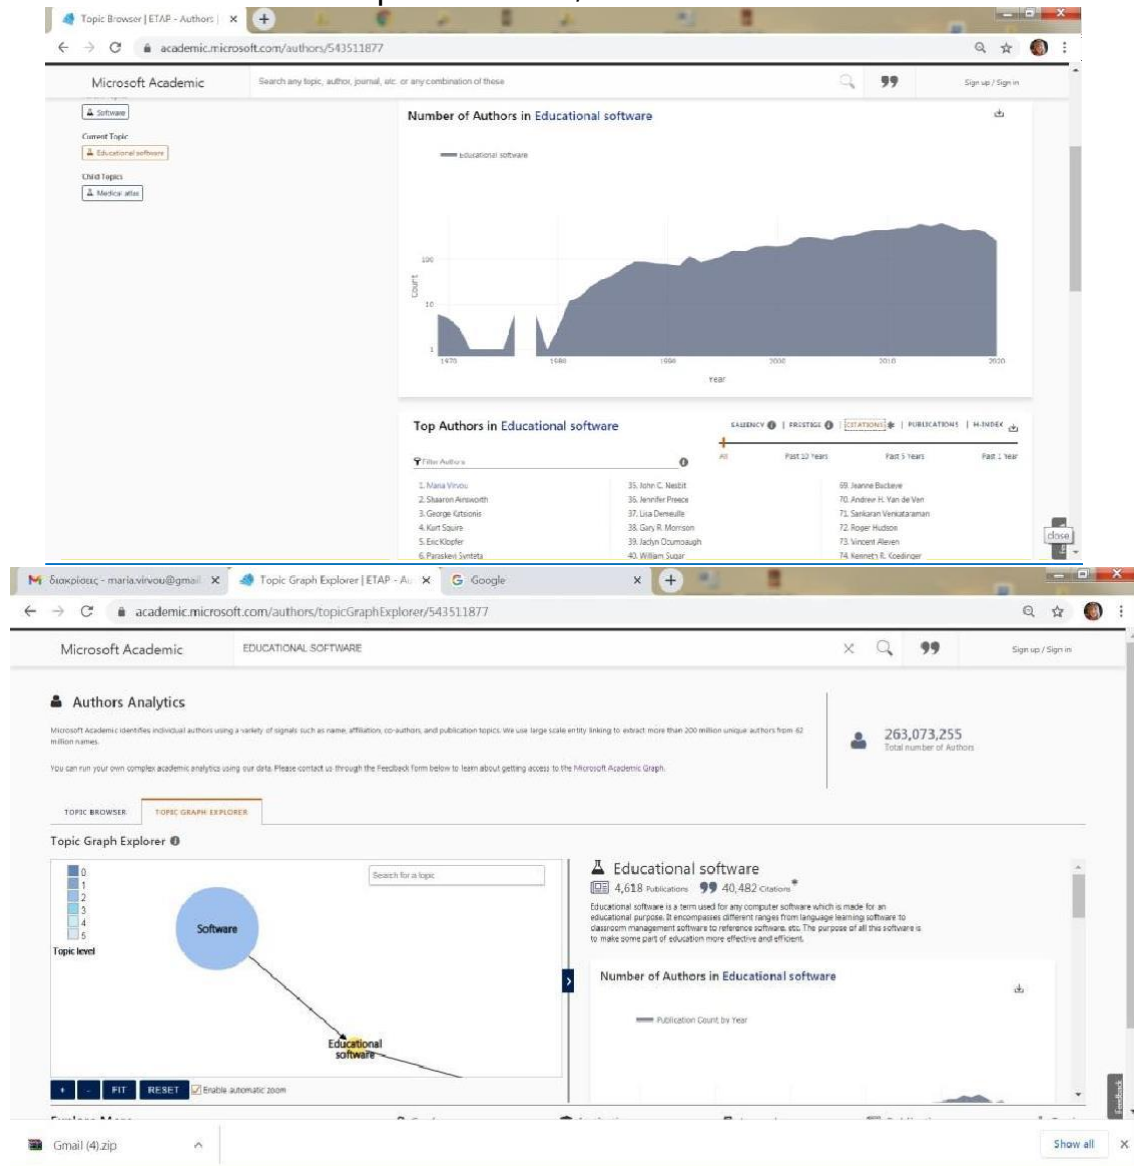 Topic Browser | ETAP - Authors |
academic.microsoft.com/authors/543511877
Microsoft Academic
Search any topic, author, journal, etc. or any combination of these
Sign up / Sign in
Software
Current Topic
Educational software
Child Topics
Medical atlas
Number of Authors in Educational software
Educational software
100
10
1
Count
1970
1980
1990
2000
2010
2020
Year
Top Authors in Educational software
SALIENCY | PRESTIGE | CITATIONS * | PUBLICATIONS | H-INDEX
All
Past 10 Years
Past 5 Years
Past 1 Year
Filter Authors
1. Maria Virvou
2. Shaaron Ainsworth
3. George Katsionis
4. Kurt Squire
5. Eric Klopfer
6. Paraskevi Synteta
35. John C. Nesbit
36. Jennifer Preece
37. Lisa Demeulle
38. Gary R. Morrison
39. Jaclyn Ocumpaugh
40. William Sugar
69. Jeanne Buckeye
70. Andrew H. Van de Ven
71. Sankaran Venkataraman
72. Roger Hudson
73. Vincent Aleven
74. Kenneth R. Koedinger
close
διακρίσεις - maria.virvou@gmail
Topic Graph Explorer | ETAP - Au
Google
academic.microsoft.com/authors/topicGraphExplorer/543511877
Microsoft Academic
EDUCATIONAL SOFTWARE
Sign up / Sign in
Authors Analytics
Microsoft Academic identifies individual authors using a variety of signals such as name, affiliation, co-authors, and publication topics. We use large scale entity linking to extract more than 200 million unique authors from 62
million names.
You can run your own complex academic analytics using our data. Please contact us through the Feedback form below to learn about getting access to the Microsoft Academic Graph.
263,073,255
Total number of Authors
TOPIC BROWSER
TOPIC GRAPH EXPLORER
Topic Graph Explorer
0
1
2
3
4
5
Topic level
Search for a topic
Software
Educational
software
+
-
FIT
RESET
Enable automatic zoom
Educational software
4,618 Publications 40,482 Citations*
Educational software is a term used for any computer software which is made for an
educational purpose. It encompasses different ranges from language learning software to
classroom management software to reference software, etc. The purpose of all this software is
to make some part of education more effective and efficient.
Number of Authors in Educational software
Publication Count by Year
Feedback
Gmail (4).zip
Show all